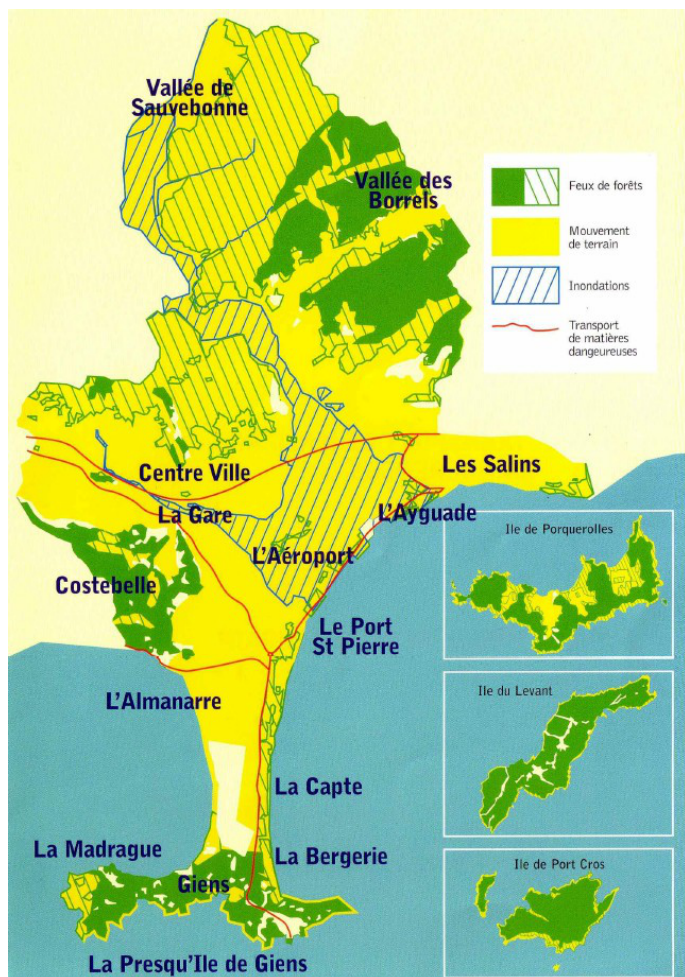 Vallée de
Sauvebonne
Vallée des
Borrels
Feux de forêts
Mouvement
de terrain
Inondations
Transport
de matières
dangeureuses
Centre Ville
Les Salins
La Gare
L'Ayguade
Ile de Porquerolles
L'Aéroport
Costebelle
Le Port
St Pierre
Ile du Levant
L'Almanarre
La Capte
La Madrague
La Bergerie
Ile de Port Cros
Giens
La Presqu'Ile de Giens